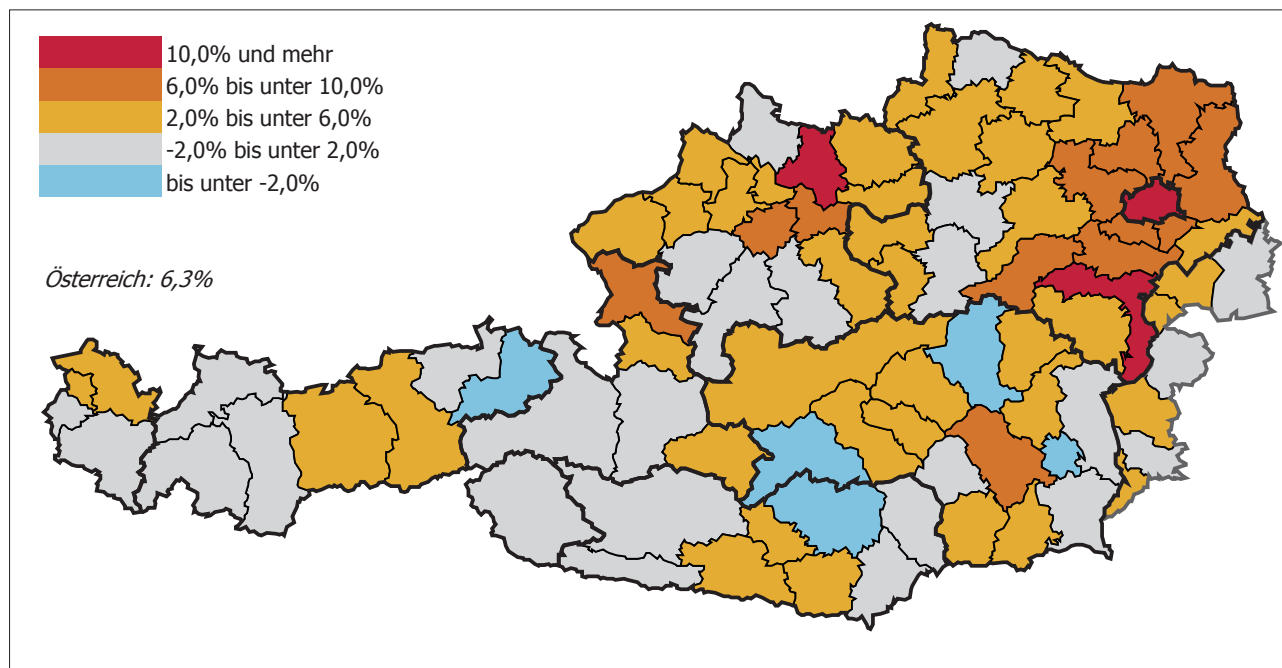 10,0% und mehr
6,0% bis unter 10,0%
2,0% bis unter 6,0%
-2,0% bis unter 2,0%
bis unter -2,0%
Österreich: 6,3%